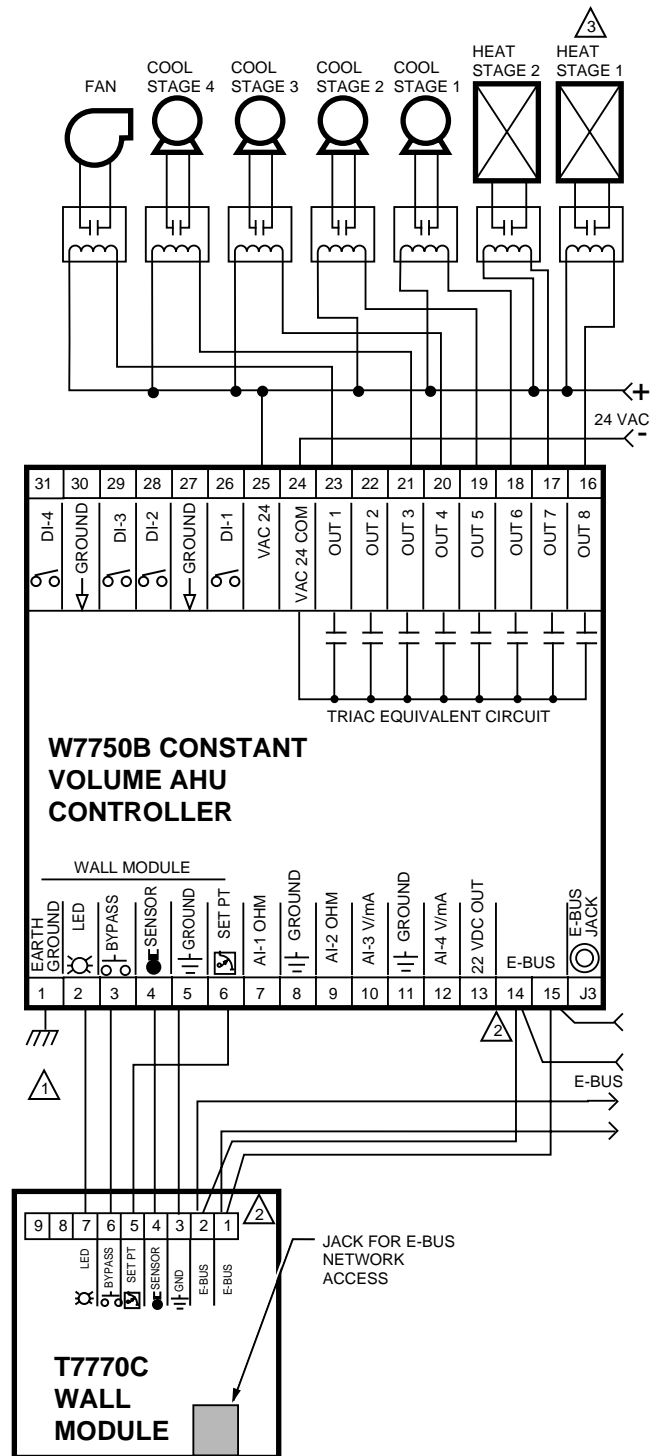 3
HEAT STAGE 2
HEAT STAGE 1
FAN
COOL STAGE 4
COOL STAGE 3
COOL STAGE 2
COOL STAGE 1
+
24 VAC
-
31 30 29 28 27 26 25 24 23 22 21 20 19 18 17 16
DI-4
GROUND
DI-3
DI-2
GROUND
DI-1
VAC 24
VAC 24 COM
OUT 1
OUT 2
OUT 3
OUT 4
OUT 5
OUT 6
OUT 7
OUT 8
TRIAC EQUIVALENT CIRCUIT
W7750B CONSTANT
VOLUME AHU
CONTROLLER
WALL MODULE
EARTH GROUND
LED
BYPASS
SENSOR
GROUND
SET PT
AI-1 OHM
GROUND
AI-2 OHM
AI-3 V/mA
GROUND
AI-4 V/mA
22 VDC OUT
E-BUS
E-BUS JACK
1 2 3 4 5 6 7 8 9 10 11 12 13 14 15 J3
2
1
E-BUS
9 8 7 6 5 4 3 2 1
2
LED
BYPASS
SET PT
SENSOR
GND
E-BUS
E-BUS
JACK FOR E-BUS
NETWORK
ACCESS
T7770C
WALL
MODULE